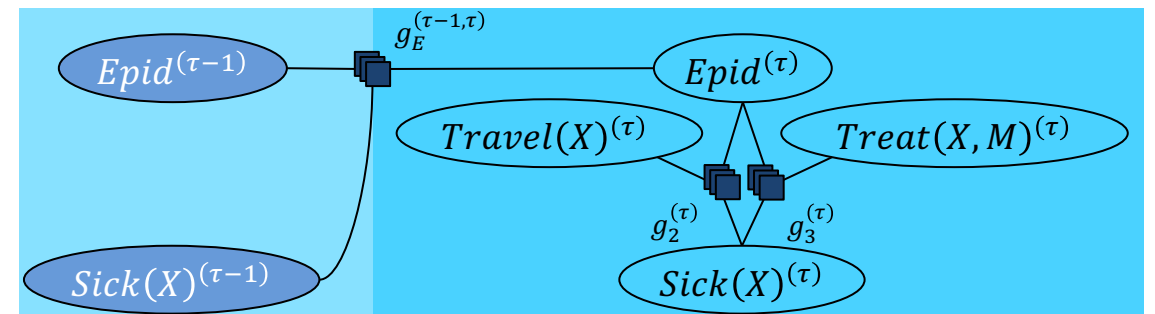 g_E^{(τ−1,τ)}
Epid^{(τ−1)}
Epid^{(τ)}
Travel(X)^{(τ)}
Treat(X, M)^{(τ)}
g_2^{(τ)}
g_3^{(τ)}
Sick(X)^{(τ−1)}
Sick(X)^{(τ)}